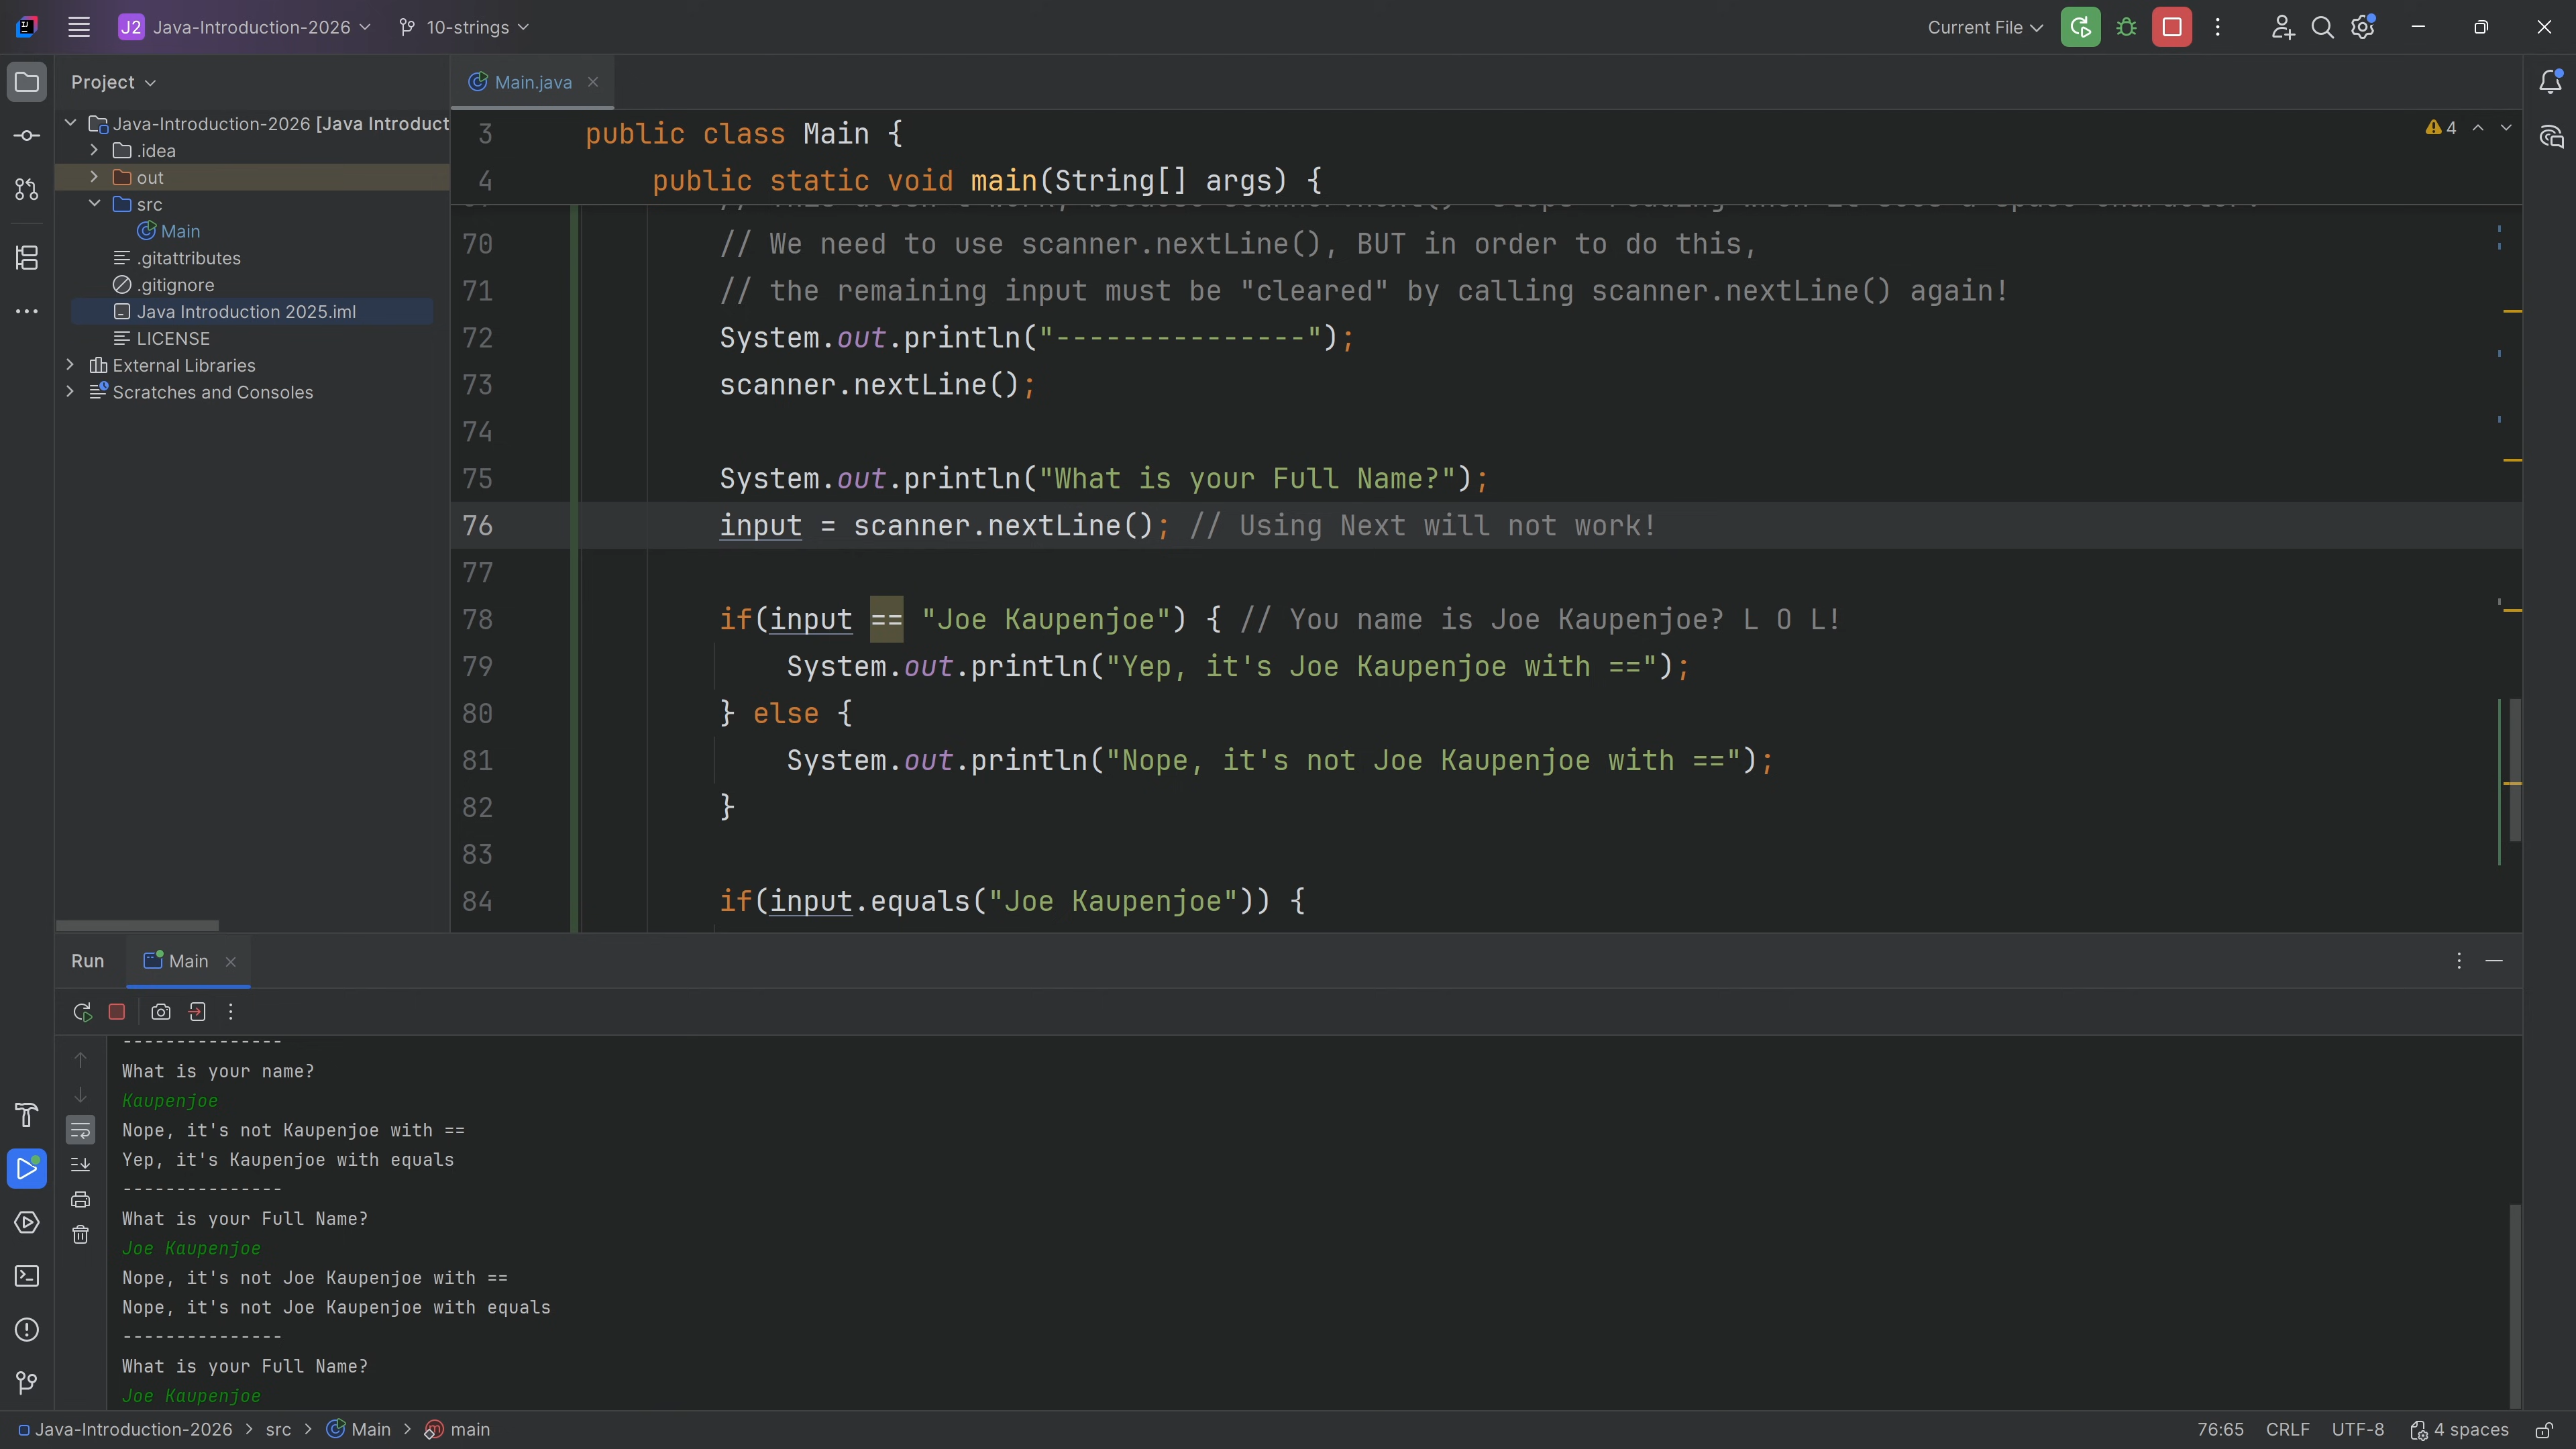 J2 Java-Introduction-2026 10-strings Current File
Project
Main.java
Java-Introduction-2026 [Java Introduct
.idea
out
src
Main
.gitattributes
.gitignore
Java Introduction 2025.iml
LICENSE
External Libraries
Scratches and Consoles
4
3 public class Main {
4 public static void main(String[] args) {
70 // We need to use scanner.nextLine(), BUT in order to do this,
71 // the remaining input must be "cleared" by calling scanner.nextLine() again!
72 System.out.println("---------------");
73 scanner.nextLine();
74
75 System.out.println("What is your Full Name?");
76 input = scanner.nextLine(); // Using Next will not work!
77
78 if(input == "Joe Kaupenjoe") { // You name is Joe Kaupenjoe? L O L!
79 System.out.println("Yep, it's Joe Kaupenjoe with ==");
80 } else {
81 System.out.println("Nope, it's not Joe Kaupenjoe with ==");
82 }
83
84 if(input.equals("Joe Kaupenjoe")) {
Run Main
---------------
What is your name?
Kaupenjoe
Nope, it's not Kaupenjoe with ==
Yep, it's Kaupenjoe with equals
---------------
What is your Full Name?
Joe Kaupenjoe
Nope, it's not Joe Kaupenjoe with ==
Nope, it's not Joe Kaupenjoe with equals
---------------
What is your Full Name?
Joe Kaupenjoe
Java-Introduction-2026 > src > Main > main 76:65 CRLF UTF-8 4 spaces